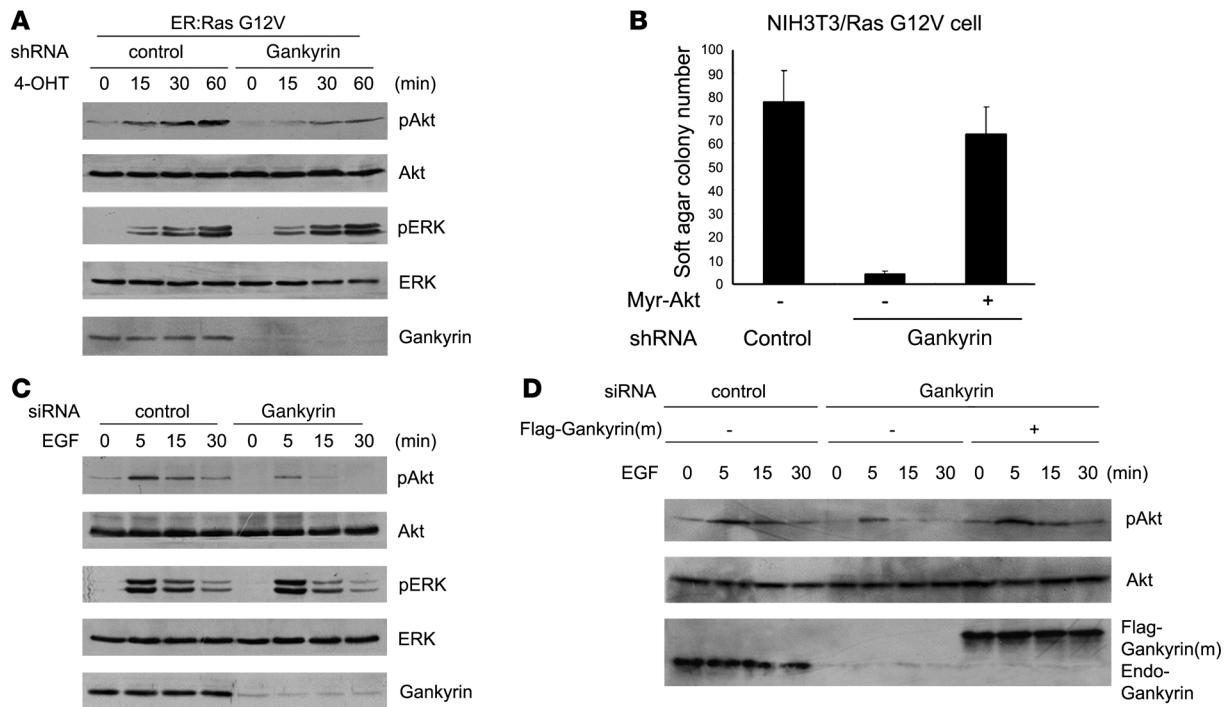 A
ER:Ras G12V
shRNA control Gankyrin
4-OHT 0 15 30 60 0 15 30 60 (min)
pAkt
Akt
pERK
ERK
Gankyrin
B
NIH3T3/Ras G12V cell
Soft agar colony number
100
90
80
70
60
50
40
30
20
10
0
Myr-Akt - - +
shRNA Control Gankyrin
C
siRNA control Gankyrin
EGF 0 5 15 30 0 5 15 30 (min)
pAkt
Akt
pERK
ERK
Gankyrin
D
siRNA control Gankyrin
Flag-Gankyrin(m) - - +
EGF 0 5 15 30 0 5 15 30 0 5 15 30 (min)
pAkt
Akt
Flag-
Gankyrin(m)
Endo-
Gankyrin